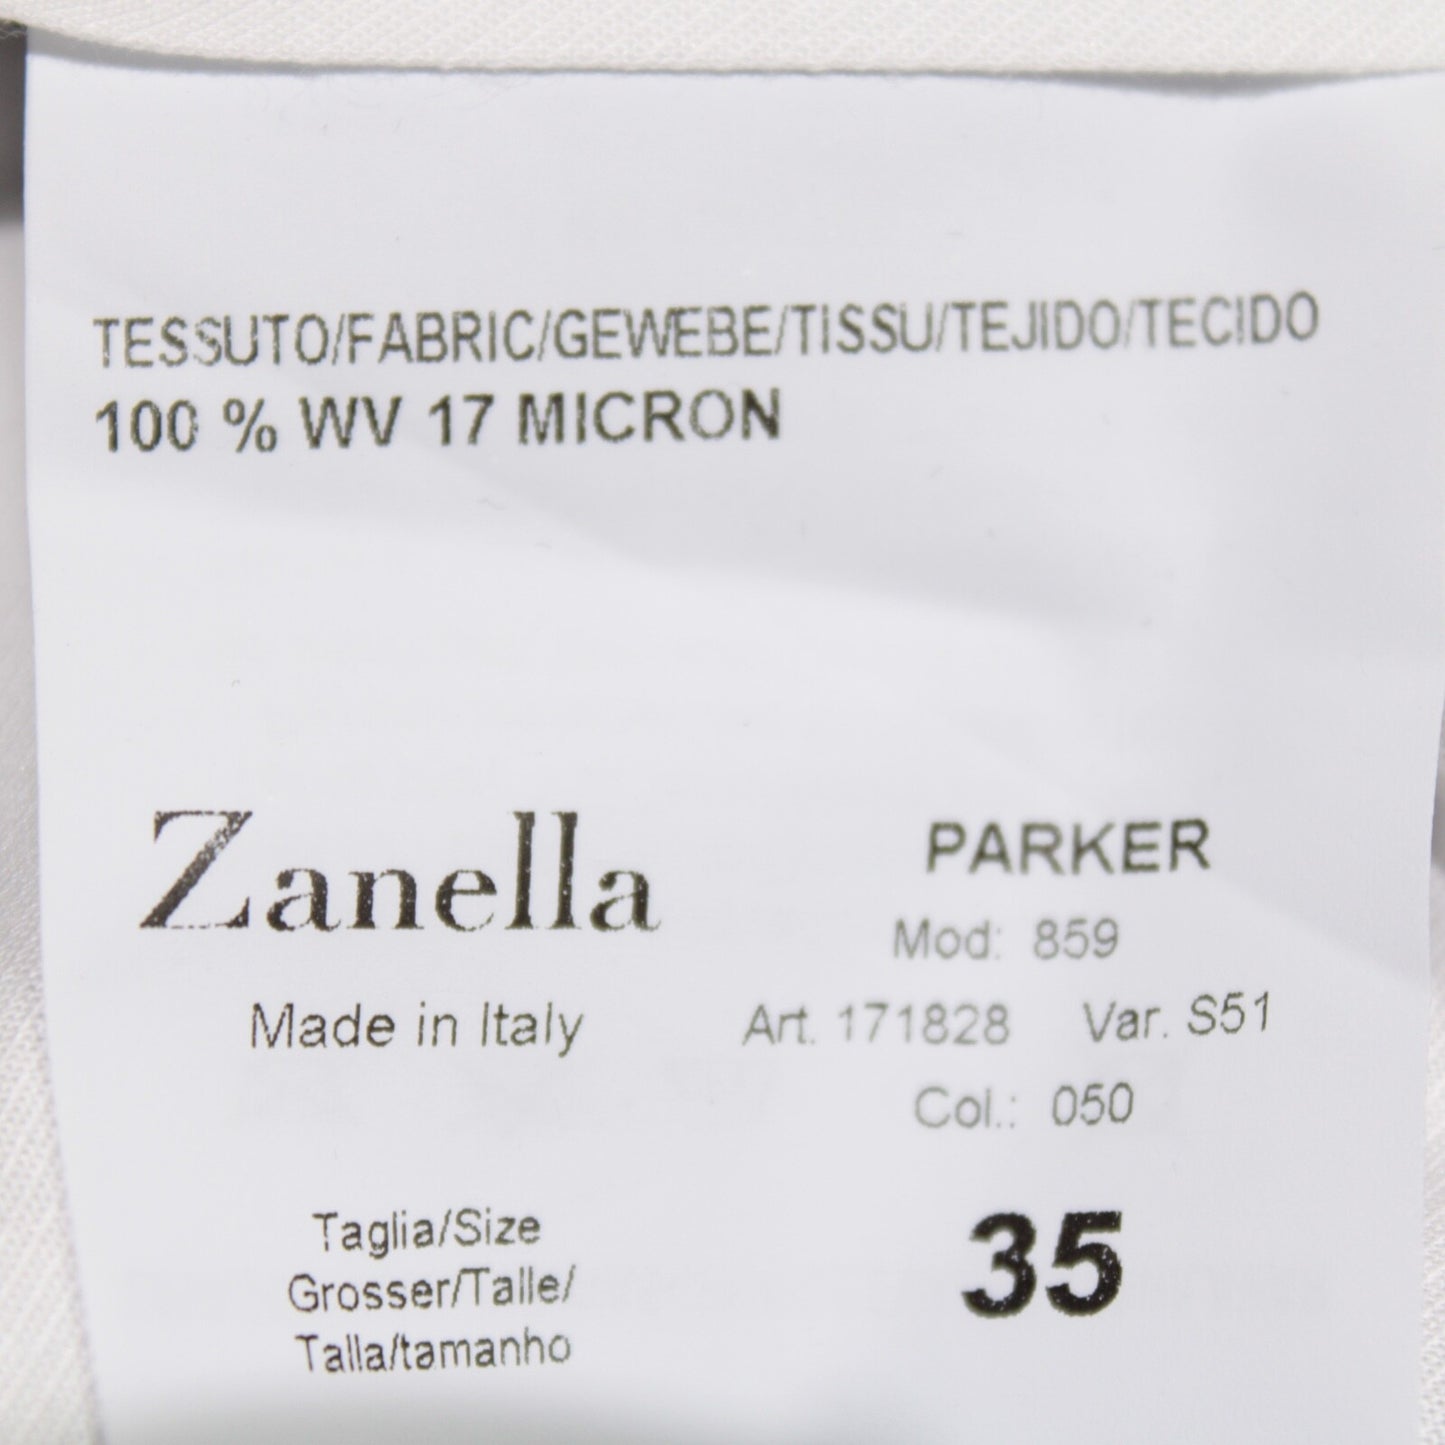 TESSUTO/FABRIC/GEWEBE/TISSU/TEJIDO/TECIDO
100 % WV 17 MICRON
Zanella
Made in Italy
PARKER
Mod: 859
Art. 171828 Var. S51
Col.: 050
Taglia/Size
Grosser/Talle/
Talla/tamanho
35